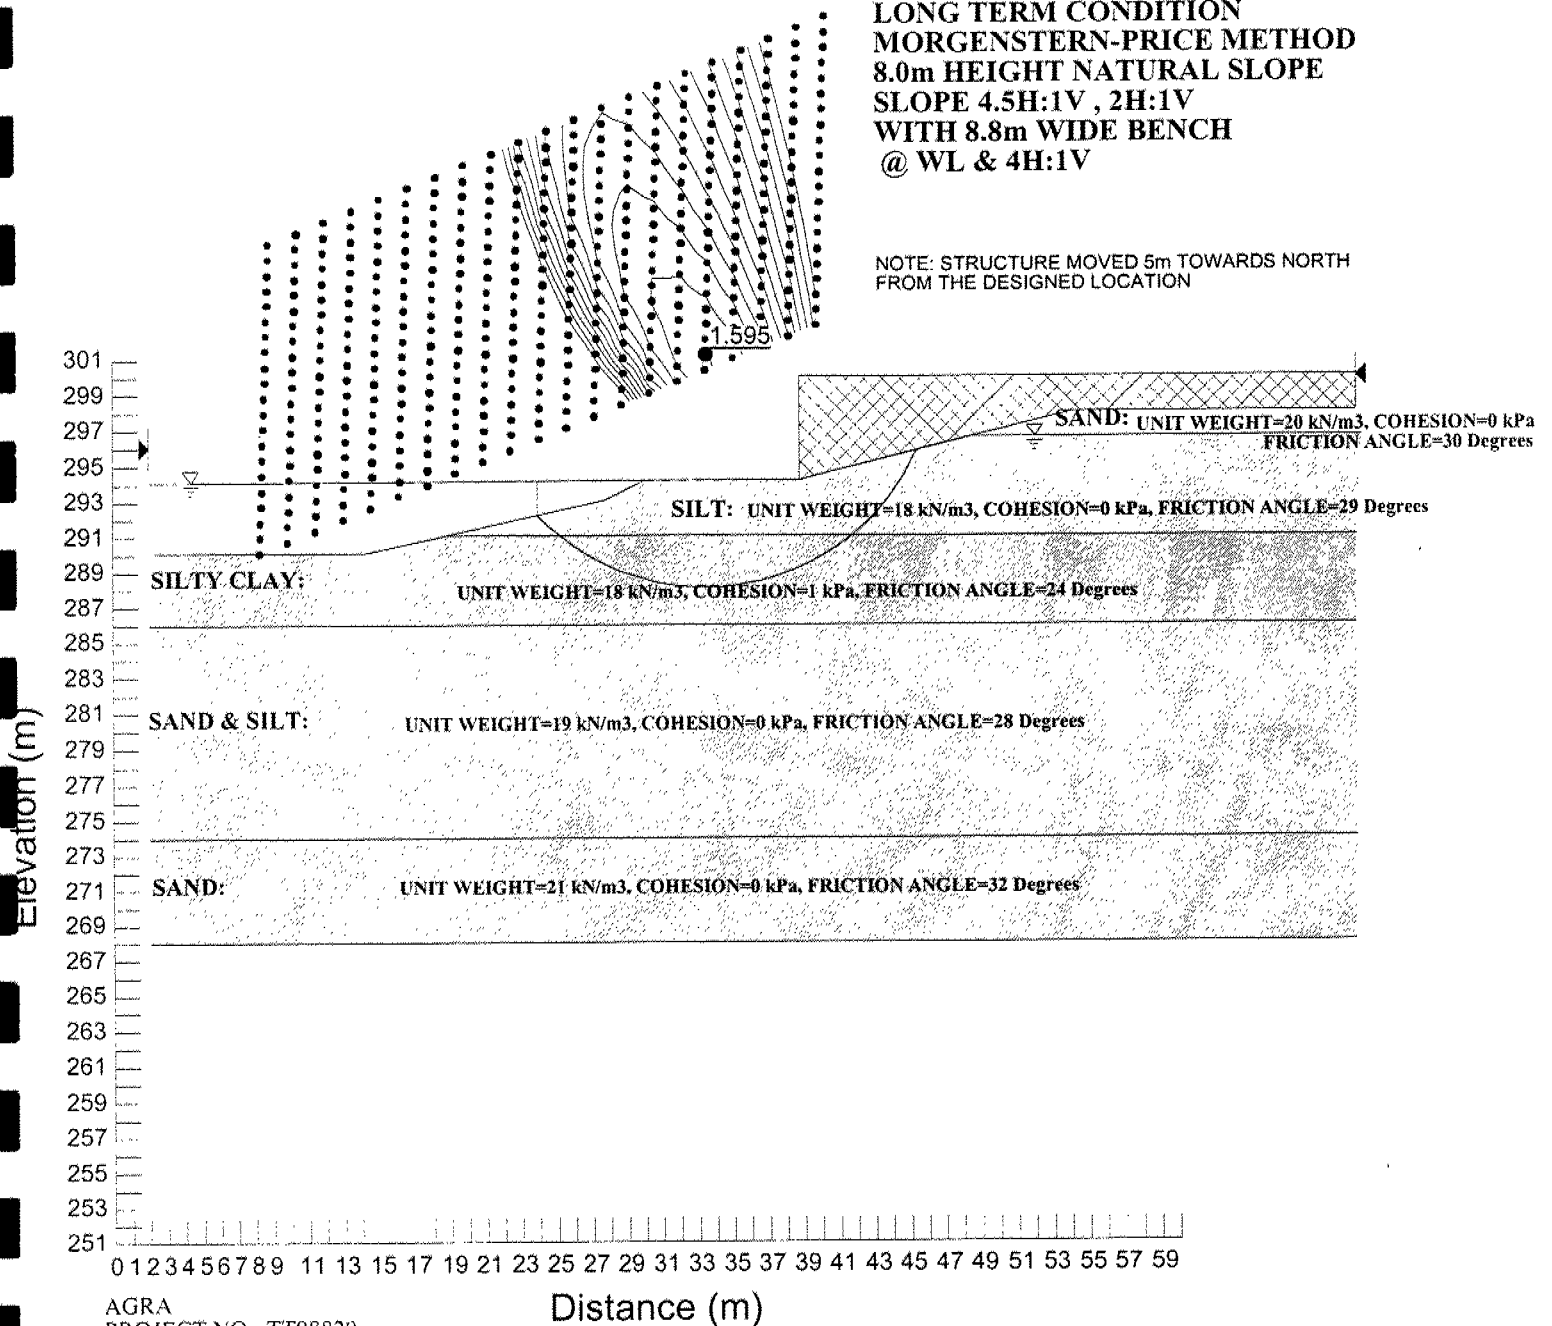 LONG TERM CONDITION
MORGENSTERN-PRICE METHOD
8.0m HEIGHT NATURAL SLOPE
SLOPE 4.5H:1V , 2H:1V
WITH 8.8m WIDE BENCH
@ WL & 4H:1V
NOTE: STRUCTURE MOVED 5m TOWARDS NORTH
FROM THE DESIGNED LOCATION
1.595
301
299
297
295
293
291
289
287
285
283
281
279
277
275
273
271
269
267
265
263
261
259
257
255
253
251
Elevation (m)
SAND: UNIT WEIGHT=20 kN/m3, COHESION=0 kPa
FRICTION ANGLE=30 Degrees
SILT: UNIT WEIGHT=18 kN/m3, COHESION=0 kPa, FRICTION ANGLE=29 Degrees
SILTY CLAY: UNIT WEIGHT=18 kN/m3, COHESION=1 kPa, FRICTION ANGLE=24 Degrees
SAND & SILT: UNIT WEIGHT=19 kN/m3, COHESION=0 kPa, FRICTION ANGLE=28 Degrees
SAND: UNIT WEIGHT=21 kN/m3, COHESION=0 kPa, FRICTION ANGLE=32 Degrees
0 1 2 3 4 5 6 7 8 9 11 13 15 17 19 21 23 25 27 29 31 33 35 37 39 41 43 45 47 49 51 53 55 57 59
Distance (m)
AGRA
PROJECT NO.